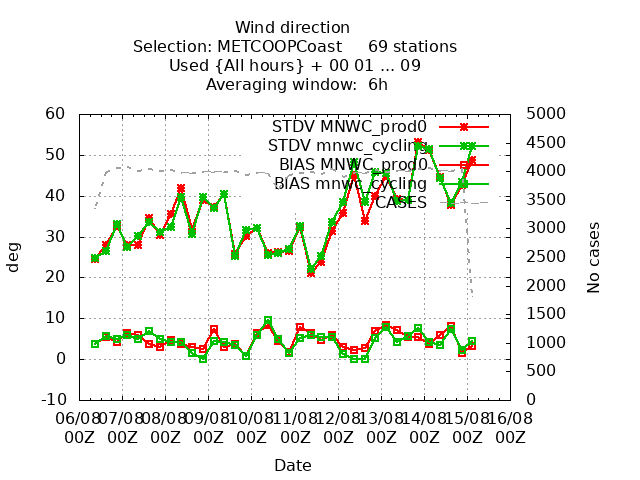 Wind direction
Selection: METCOOPCoast 69 stations
Used {All hours} + 00 01 ... 09
Averaging window: 6h
60 5000
STDV MNWC_prod0
4500
STDV mnwc_cycling
50
BIAS MNWC_prod0
4000
BIAS mnwc_cycling
40 3500
CASES
30 3000
2500
20 2000
10 1500
1000
0 500
-10 0
deg
No cases
06/08 07/08 08/08 09/08 10/08 11/08 12/08 13/08 14/08 15/08 16/08
00Z 00Z 00Z 00Z 00Z 00Z 00Z 00Z 00Z 00Z 00Z
Date